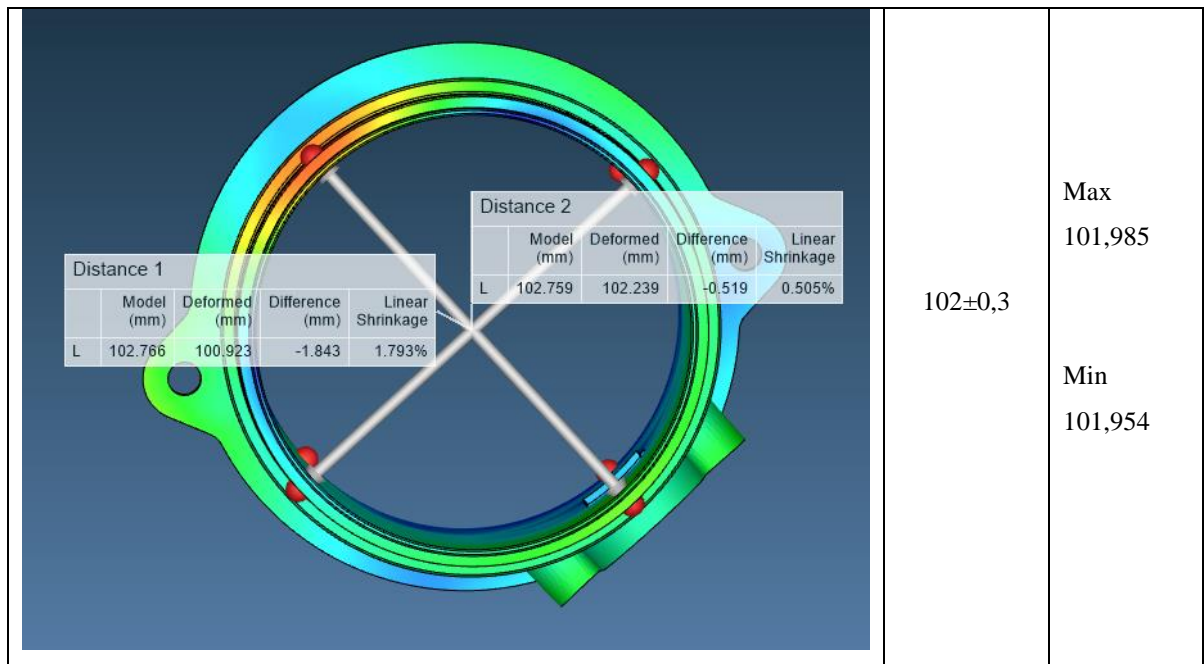 Distance 2
Model Deformed Difference Linear
(mm) (mm) (mm) Shrinkage
L 102.759 102.239 -0.519 0.505%
Distance 1
Model Deformed Difference Linear
(mm) (mm) (mm) Shrinkage
L 102.766 100.923 -1.843 1.793%
102±0,3
Max
101,985
Min
101,954